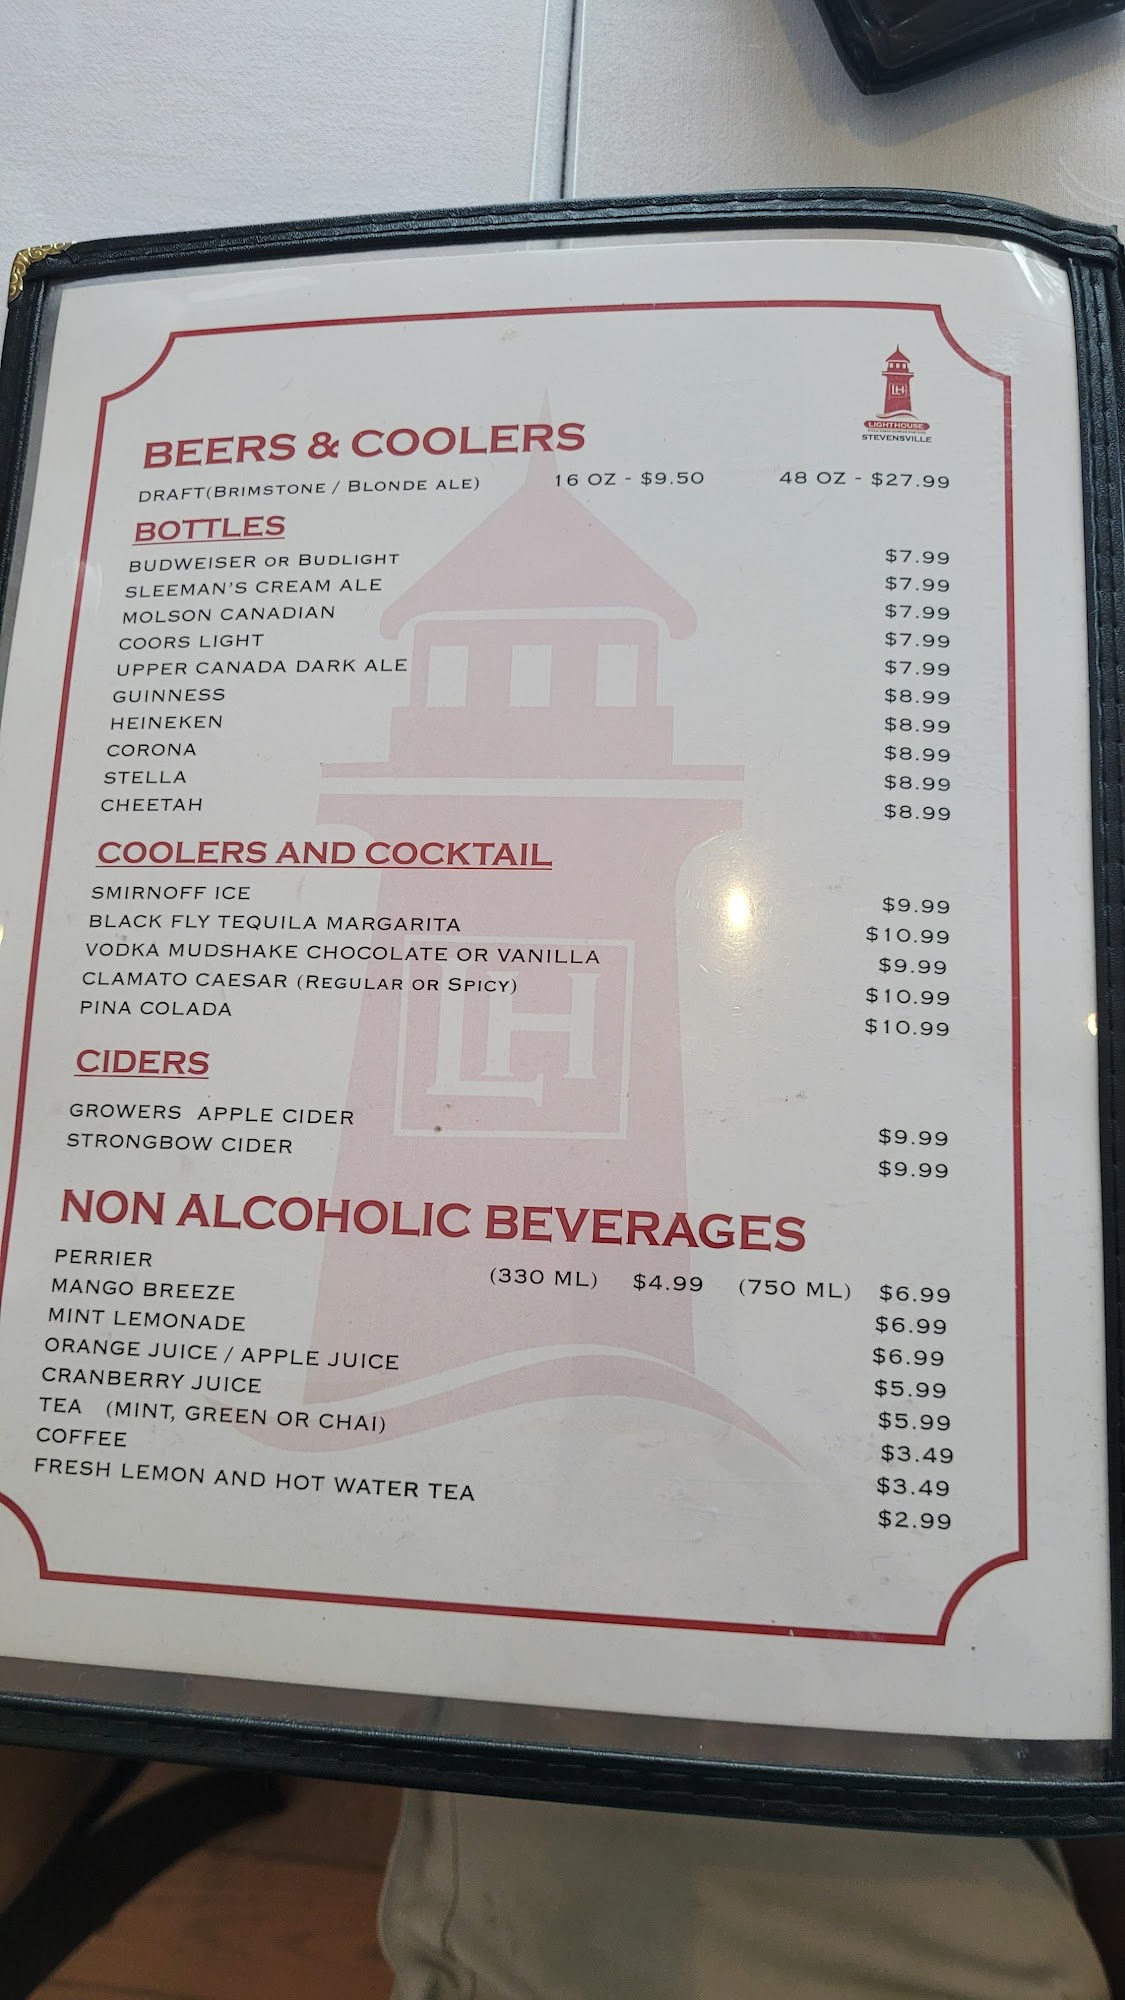 LH
LIGHTHOUSE
STEVENSVILLE
BEERS & COOLERS
DRAFT(BRIMSTONE / BLONDE ALE) 16 OZ - $9.50 48 OZ - $27.99
BOTTLES
BUDWEISER OR BUDLIGHT $7.99
SLEEMAN'S CREAM ALE $7.99
MOLSON CANADIAN $7.99
COORS LIGHT $7.99
UPPER CANADA DARK ALE $7.99
GUINNESS $8.99
HEINEKEN $8.99
CORONA $8.99
STELLA $8.99
CHEETAH $8.99
COOLERS AND COCKTAIL
SMIRNOFF ICE $9.99
BLACK FLY TEQUILA MARGARITA $10.99
VODKA MUDSHAKE CHOCOLATE OR VANILLA $9.99
CLAMATO CAESAR (REGULAR OR SPICY) $10.99
PINA COLADA $10.99
LH
CIDERS
GROWERS APPLE CIDER $9.99
STRONGBOW CIDER $9.99
NON ALCOHOLIC BEVERAGES
PERRIER (330 ML) $4.99 (750 ML) $6.99
MANGO BREEZE $6.99
MINT LEMONADE $6.99
ORANGE JUICE / APPLE JUICE $5.99
CRANBERRY JUICE $5.99
TEA (MINT, GREEN OR CHAI) $3.49
COFFEE $3.49
FRESH LEMON AND HOT WATER TEA $2.99